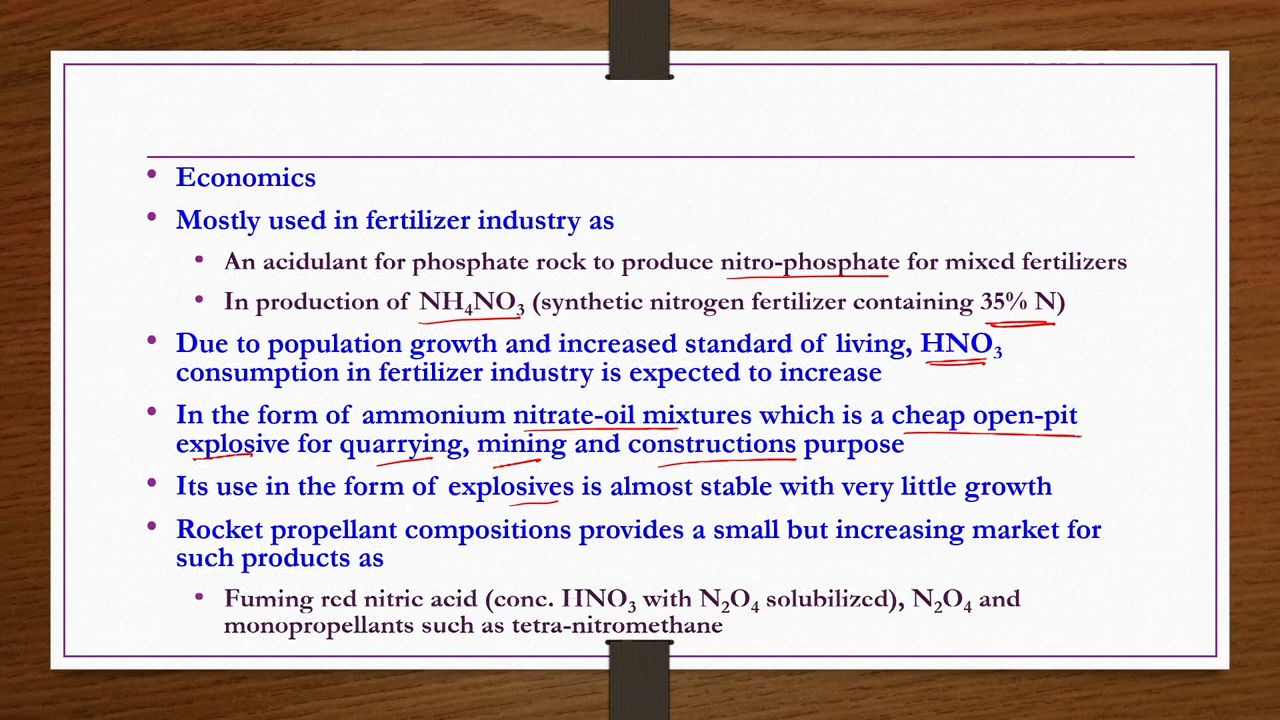 • Economics
• Mostly used in fertilizer industry as
• An acidulant for phosphate rock to produce nitro-phosphate for mixed fertilizers
• In production of NH₄NO₃ (synthetic nitrogen fertilizer containing 35% N)
• Due to population growth and increased standard of living, HNO₃
consumption in fertilizer industry is expected to increase
• In the form of ammonium nitrate-oil mixtures which is a cheap open-pit
explosive for quarrying, mining and constructions purpose
• Its use in the form of explosives is almost stable with very little growth
• Rocket propellant compositions provides a small but increasing market for
such products as
• Fuming red nitric acid (conc. HNO₃ with N₂O₄ solubilized), N₂O₄ and
monopropellants such as tetra-nitromethane